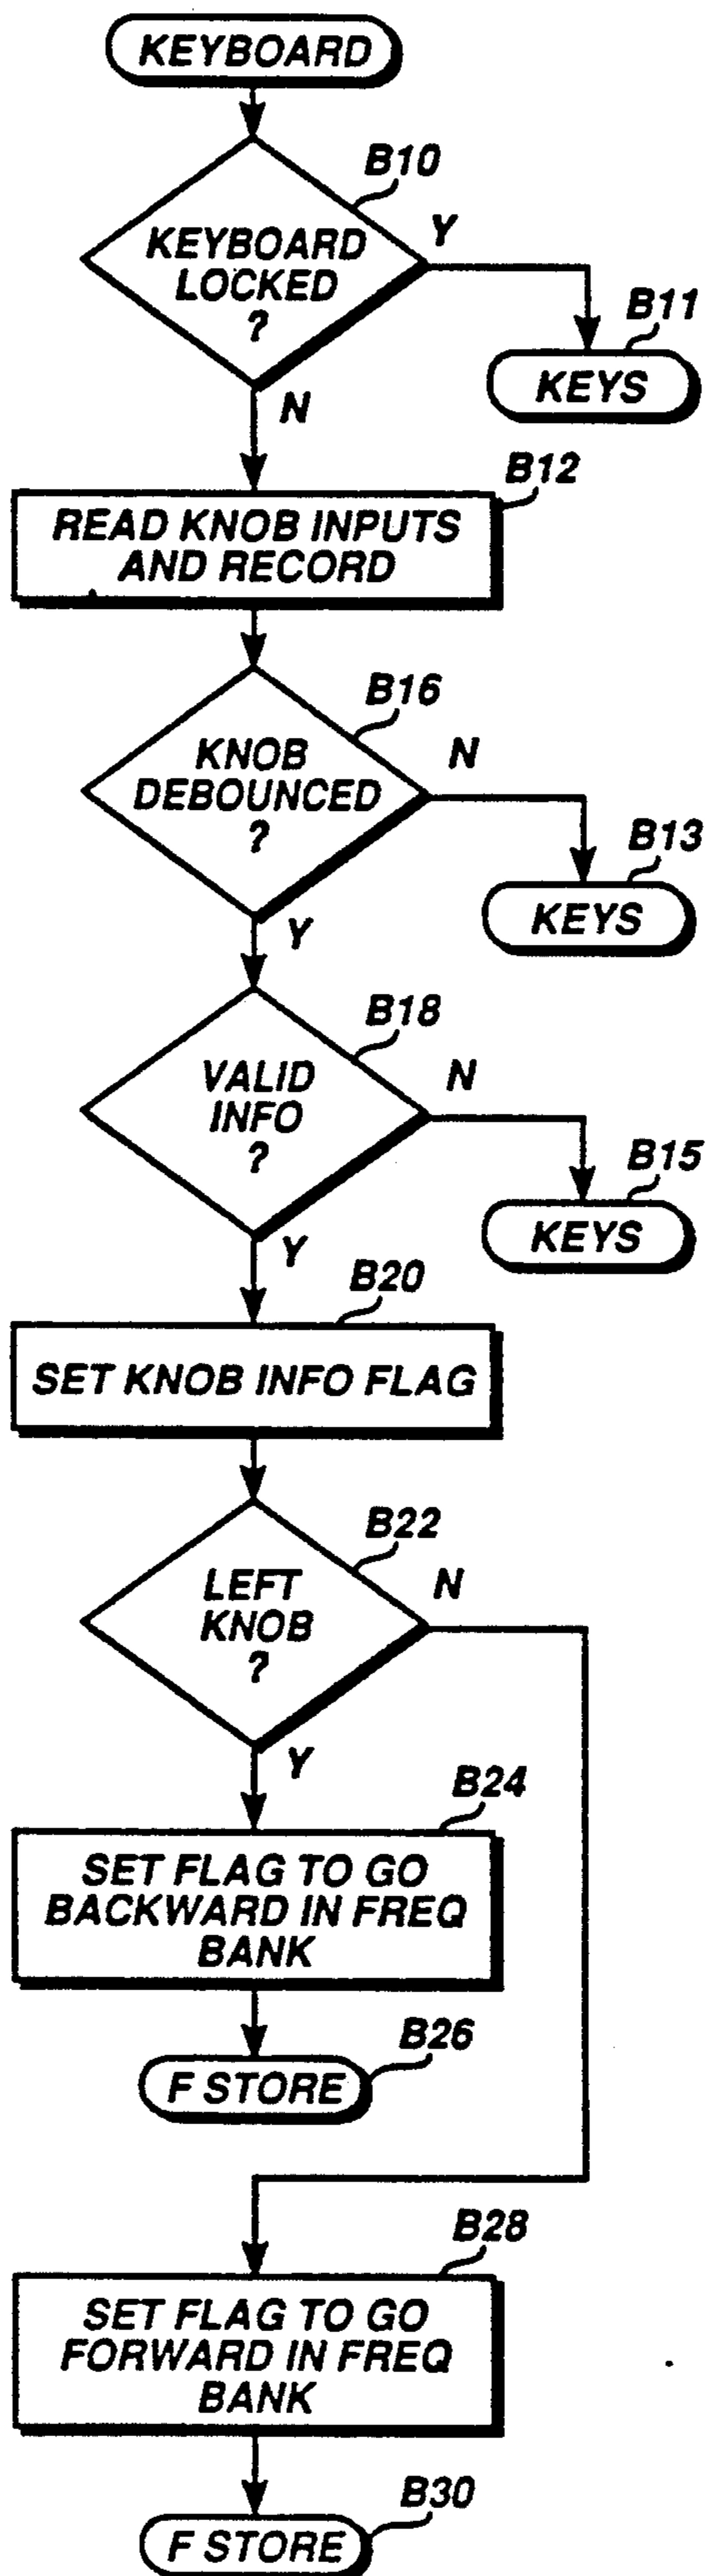 KEYBOARD
B10
KEYBOARD
LOCKED
?
Y
B11
KEYS
N
B12
READ KNOB INPUTS
AND RECORD
B16
KNOB
DEBOUNCED
?
N
B13
KEYS
Y
B18
VALID
INFO
?
N
B15
KEYS
Y
B20
SET KNOB INFO FLAG
B22
LEFT
KNOB
?
N
Y
B24
SET FLAG TO GO
BACKWARD IN FREQ
BANK
B26
F STORE
B28
SET FLAG TO GO
FORWARD IN FREQ
BANK
B30
F STORE